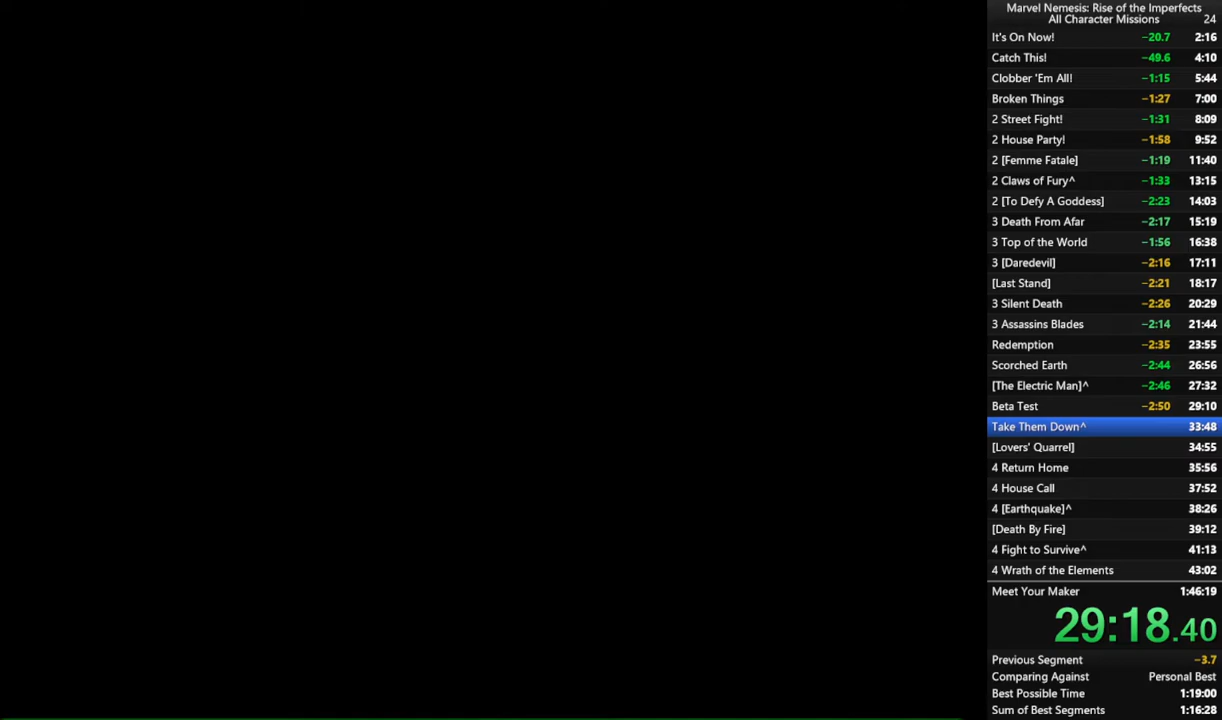 Marvel Nemesis: Rise of the Imperfects
All Character Missions 24
It's On Now! −20.7 2:16
Catch This! −49.6 4:10
Clobber 'Em All! −1:15 5:44
Broken Things −1:27 7:00
2 Street Fight! −1:31 8:09
2 House Party! −1:58 9:52
2 [Femme Fatale] −1:19 11:40
2 Claws of Fury^ −1:33 13:15
2 [To Defy A Goddess] −2:23 14:03
3 Death From Afar −2:17 15:19
3 Top of the World −1:56 16:38
3 [Daredevil] −2:16 17:11
[Last Stand] −2:21 18:17
3 Silent Death −2:26 20:29
3 Assassins Blades −2:14 21:44
Redemption −2:35 23:55
Scorched Earth −2:44 26:56
[The Electric Man]^ −2:46 27:32
Beta Test −2:50 29:10
Take Them Down^ 33:48
[Lovers' Quarrel] 34:55
4 Return Home 35:56
4 House Call 37:52
4 [Earthquake]^ 38:26
[Death By Fire] 39:12
4 Fight to Survive^ 41:13
4 Wrath of the Elements 43:02
Meet Your Maker 1:46:19
29:18.40
Previous Segment −3.7
Comparing Against Personal Best
Best Possible Time 1:19:00
Sum of Best Segments 1:16:28